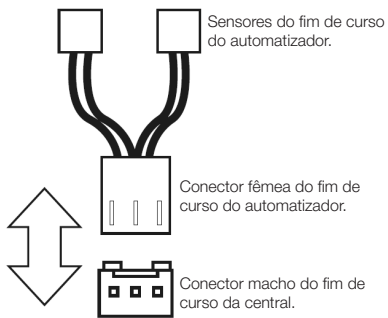 Sensores do fim de curso
do automatizador.
Conector fêmea do fim de
curso do automatizador.
Conector macho do fim de
curso da central.